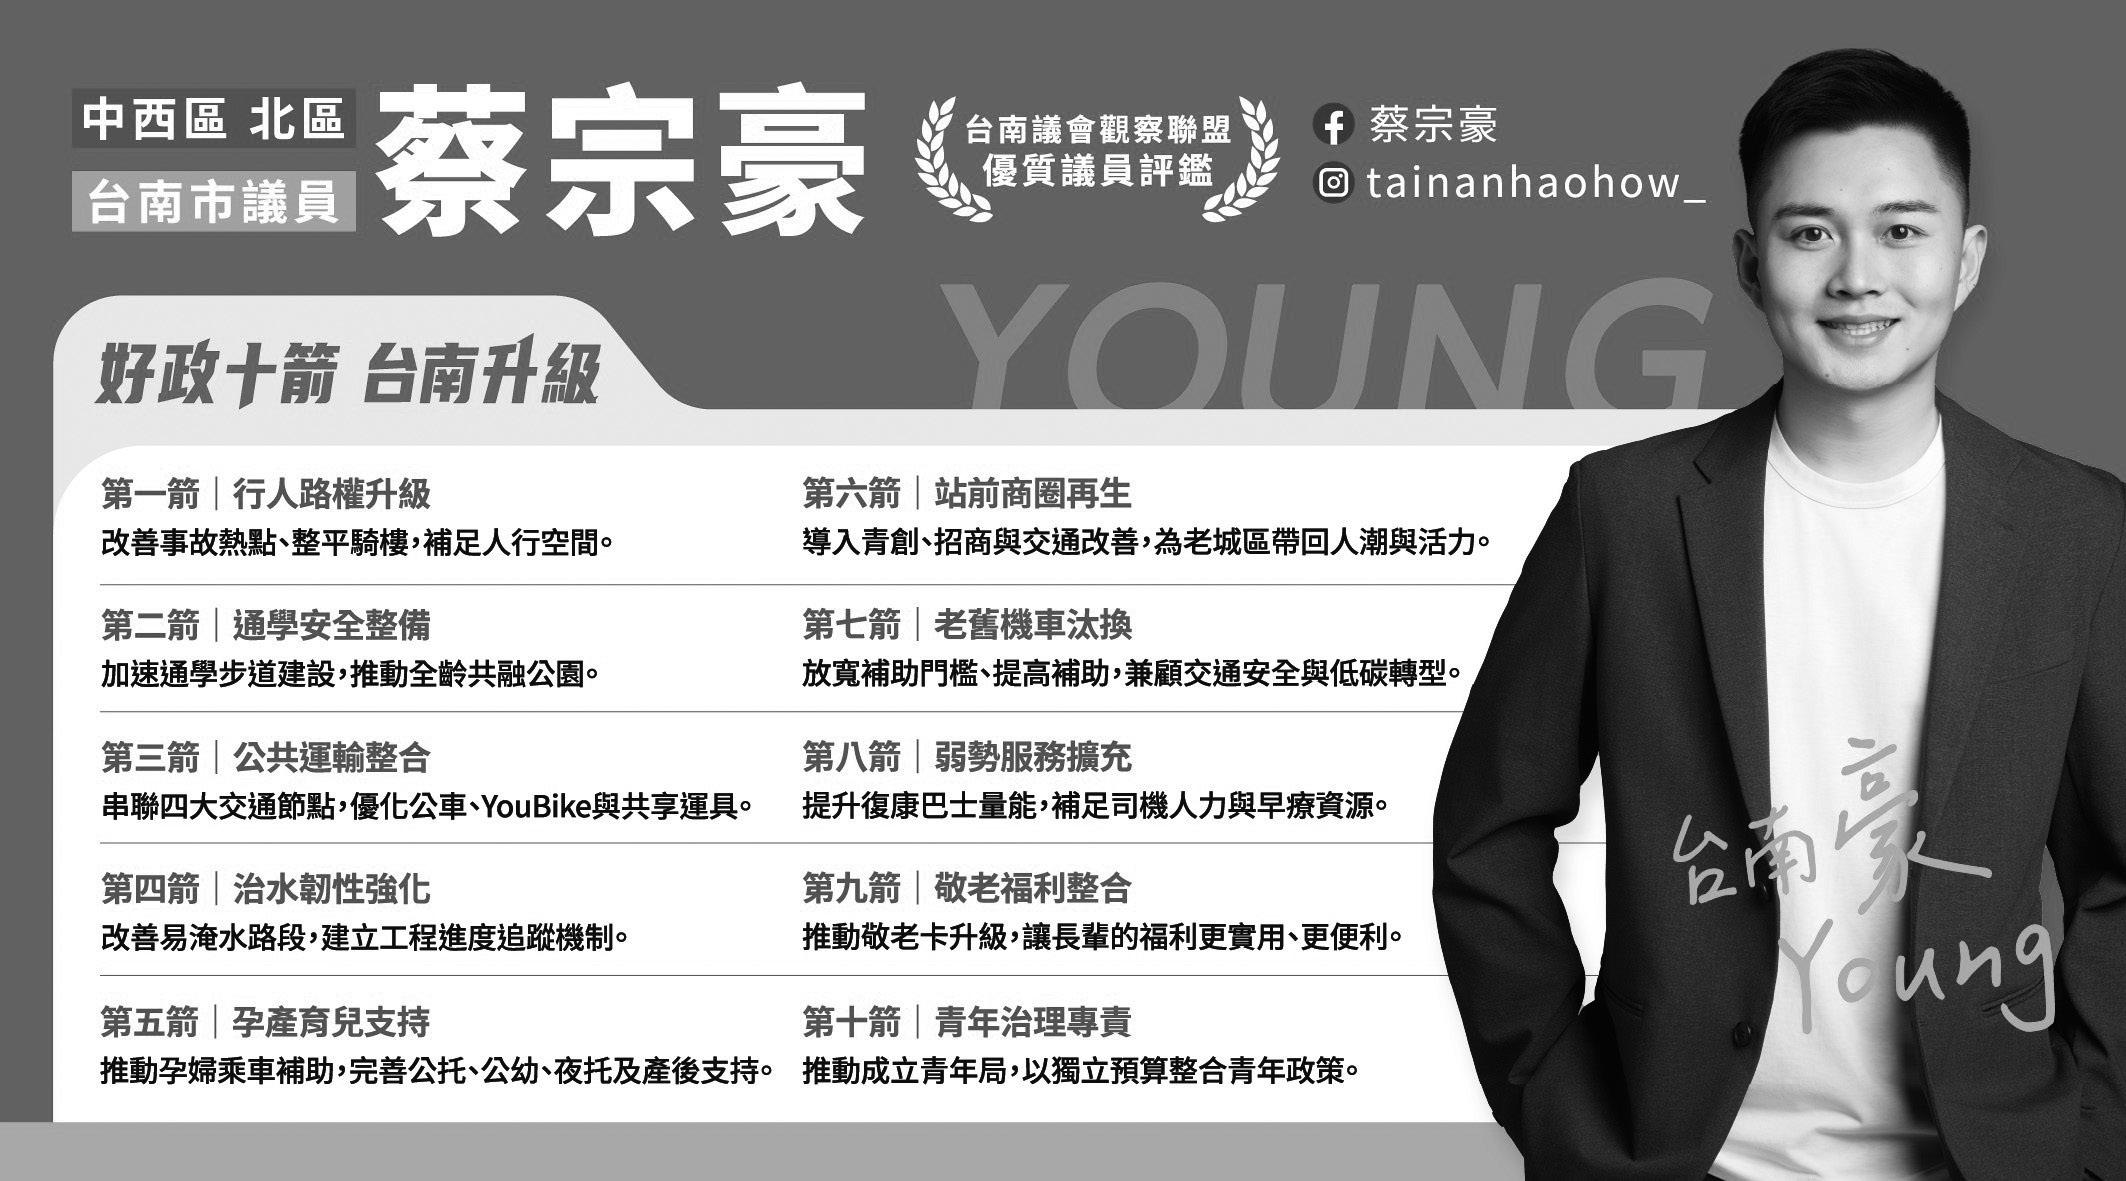 中西區 北區
台南市議員
蔡宗豪
台南議會觀察聯盟
優質議員評鑑
蔡宗豪
tainanhaohow_
YOUNG
好政十箭 台南升級
第一箭｜行人路權升級
改善事故熱點、整平騎樓，補足人行空間。
第二箭｜通學安全整備
加速通學步道建設，推動全齡共融公園。
第三箭｜公共運輸整合
串聯四大交通節點，優化公車、YouBike與共享運具。
第四箭｜治水韌性強化
改善易淹水路段，建立工程進度追蹤機制。
第五箭｜孕產育兒支持
推動孕婦乘車補助，完善公托、公幼、夜托及產後支持。
第六箭｜站前商圈再生
導入青創、招商與交通改善，為老城區帶回人潮與活力。
第七箭｜老舊機車汰換
放寬補助門檻、提高補助，兼顧交通安全與低碳轉型。
第八箭｜弱勢服務擴充
提升復康巴士量能，補足司機人力與早療資源。
第九箭｜敬老福利整合
推動敬老卡升級，讓長輩的福利更實用、更便利。
第十箭｜青年治理專責
推動成立青年局，以獨立預算整合青年政策。
台南豪
Young